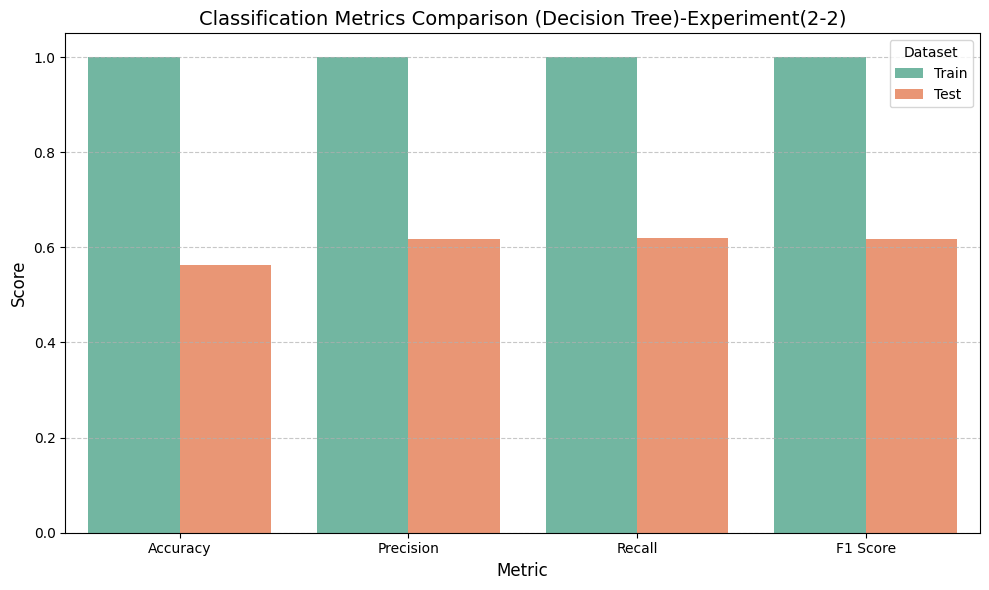 Classification Metrics Comparison (Decision Tree)-Experiment(2-2)
Dataset
Train
Test
Score
1.0
0.8
0.6
0.4
0.2
0.0
Accuracy
Precision
Recall
F1 Score
Metric